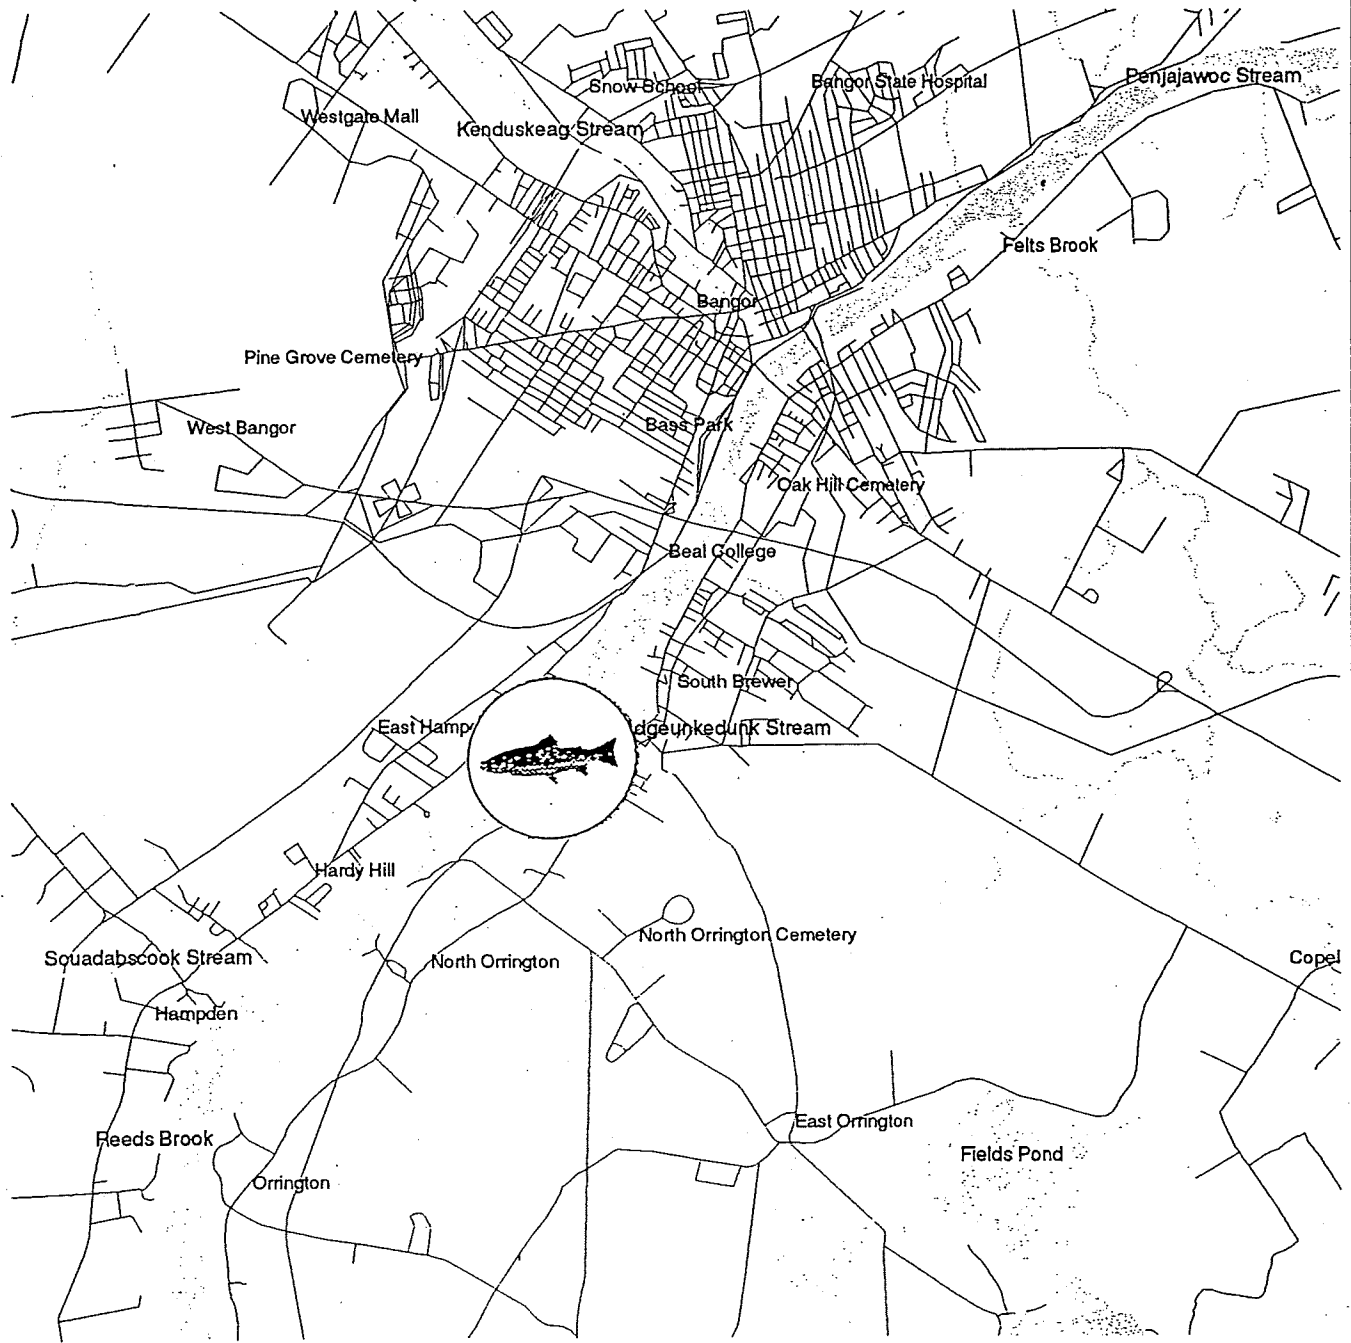 Penjajawoc Stream
Bangor State Hospital
Snow School
Westgate Mall
Kenduskeag Stream
Felts Brook
Bangor
Pine Grove Cemetery
Bass Park
West Bangor
Oak Hill Cemetery
Beal College
South Brewer
East Hamp
dgeunkedunk Stream
Hardy Hill
North Orrington Cemetery
Souadabscook Stream
North Orrington
Copel
Hampden
East Orrington
Reeds Brook
Fields Pond
Orrington